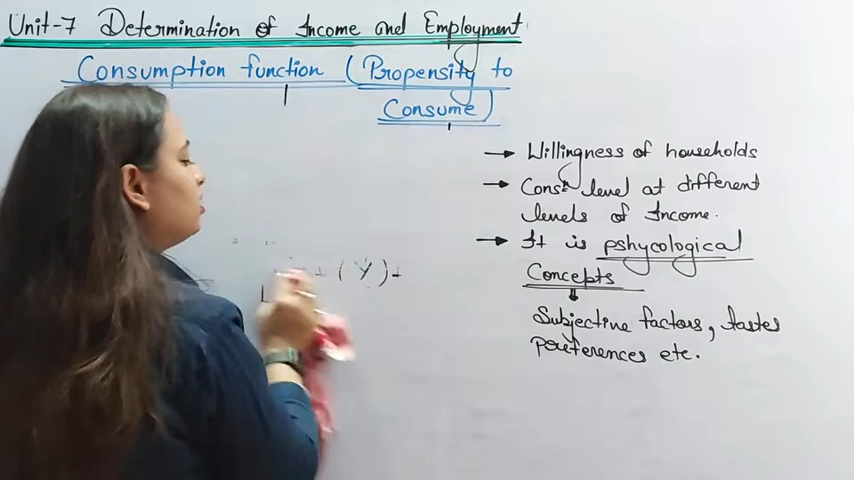 Unit-7 Determination of Income and Employment
Consumption function (Propensity to
Consume)
→ Willingness of households
→ Cons level at different
levels of Income.
→ It is pshycological
Concepts
Subjective factors, tastes
preferences etc.
+ (Y) +